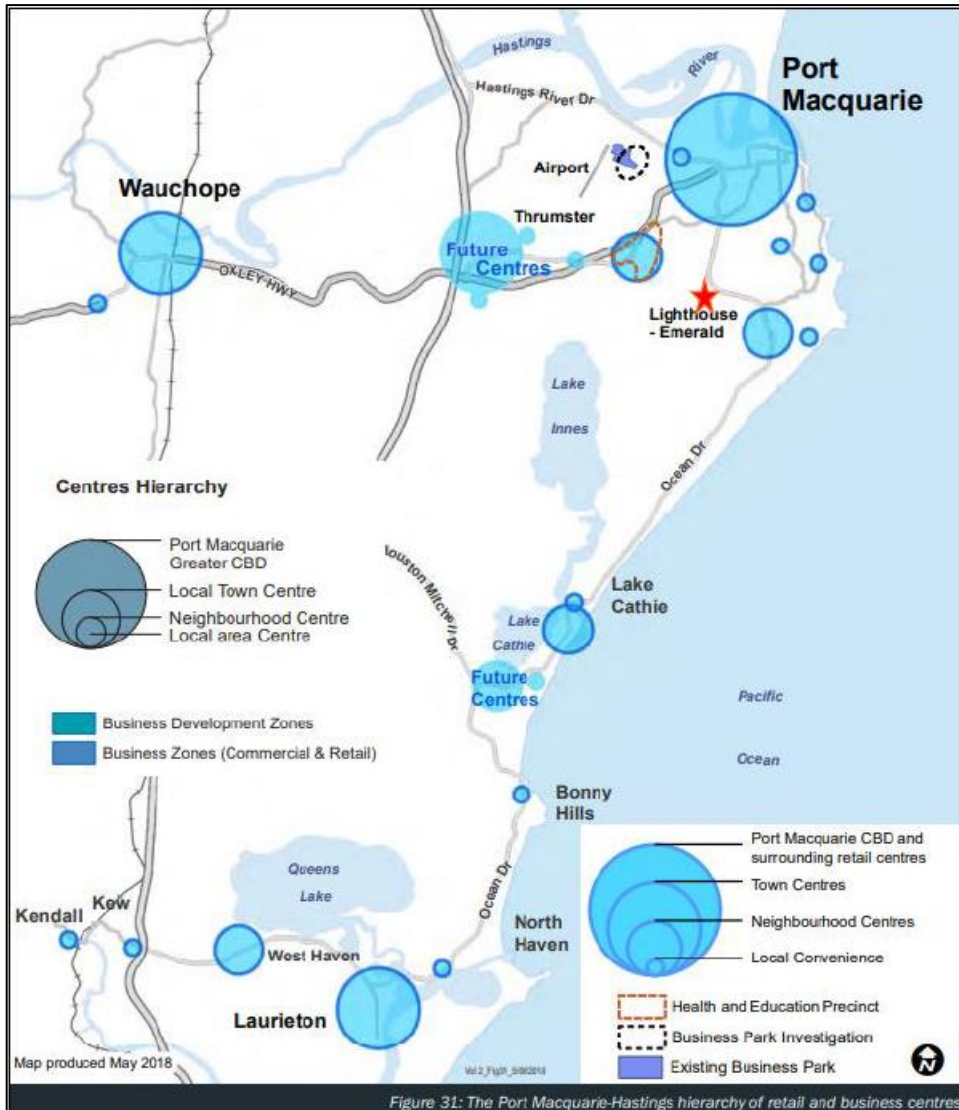 Hastings
River
Port
Macquarie
Hastings River Dr
Airport
Wauchope
Thrumster
Future
Centres
OXLEY HWY
Lighthouse
- Emerald
Lake
Innes
Ocean Dr
Centres Hierarchy
Port Macquarie
Greater CBD
Local Town Centre
Neighbourhood Centre
Local area Centre
Houston Mitchell Dr
Lake
Cathie
Lake
Cathie
Future
Centres
Pacific
Ocean
Business Development Zones
Business Zones (Commercial & Retail)
Bonny
Hills
Queens
Lake
Ocean Dr
Kendall
Kew
West Haven
North
Haven
Laurieton
Port Macquarie CBD and
surrounding retail centres
Town Centres
Neighbourhood Centres
Local Convenience
Health and Education Precinct
Business Park Investigation
Existing Business Park
N
Map produced May 2018
Figure 31: The Port Macquarie-Hastings hierarchy of retail and business centres